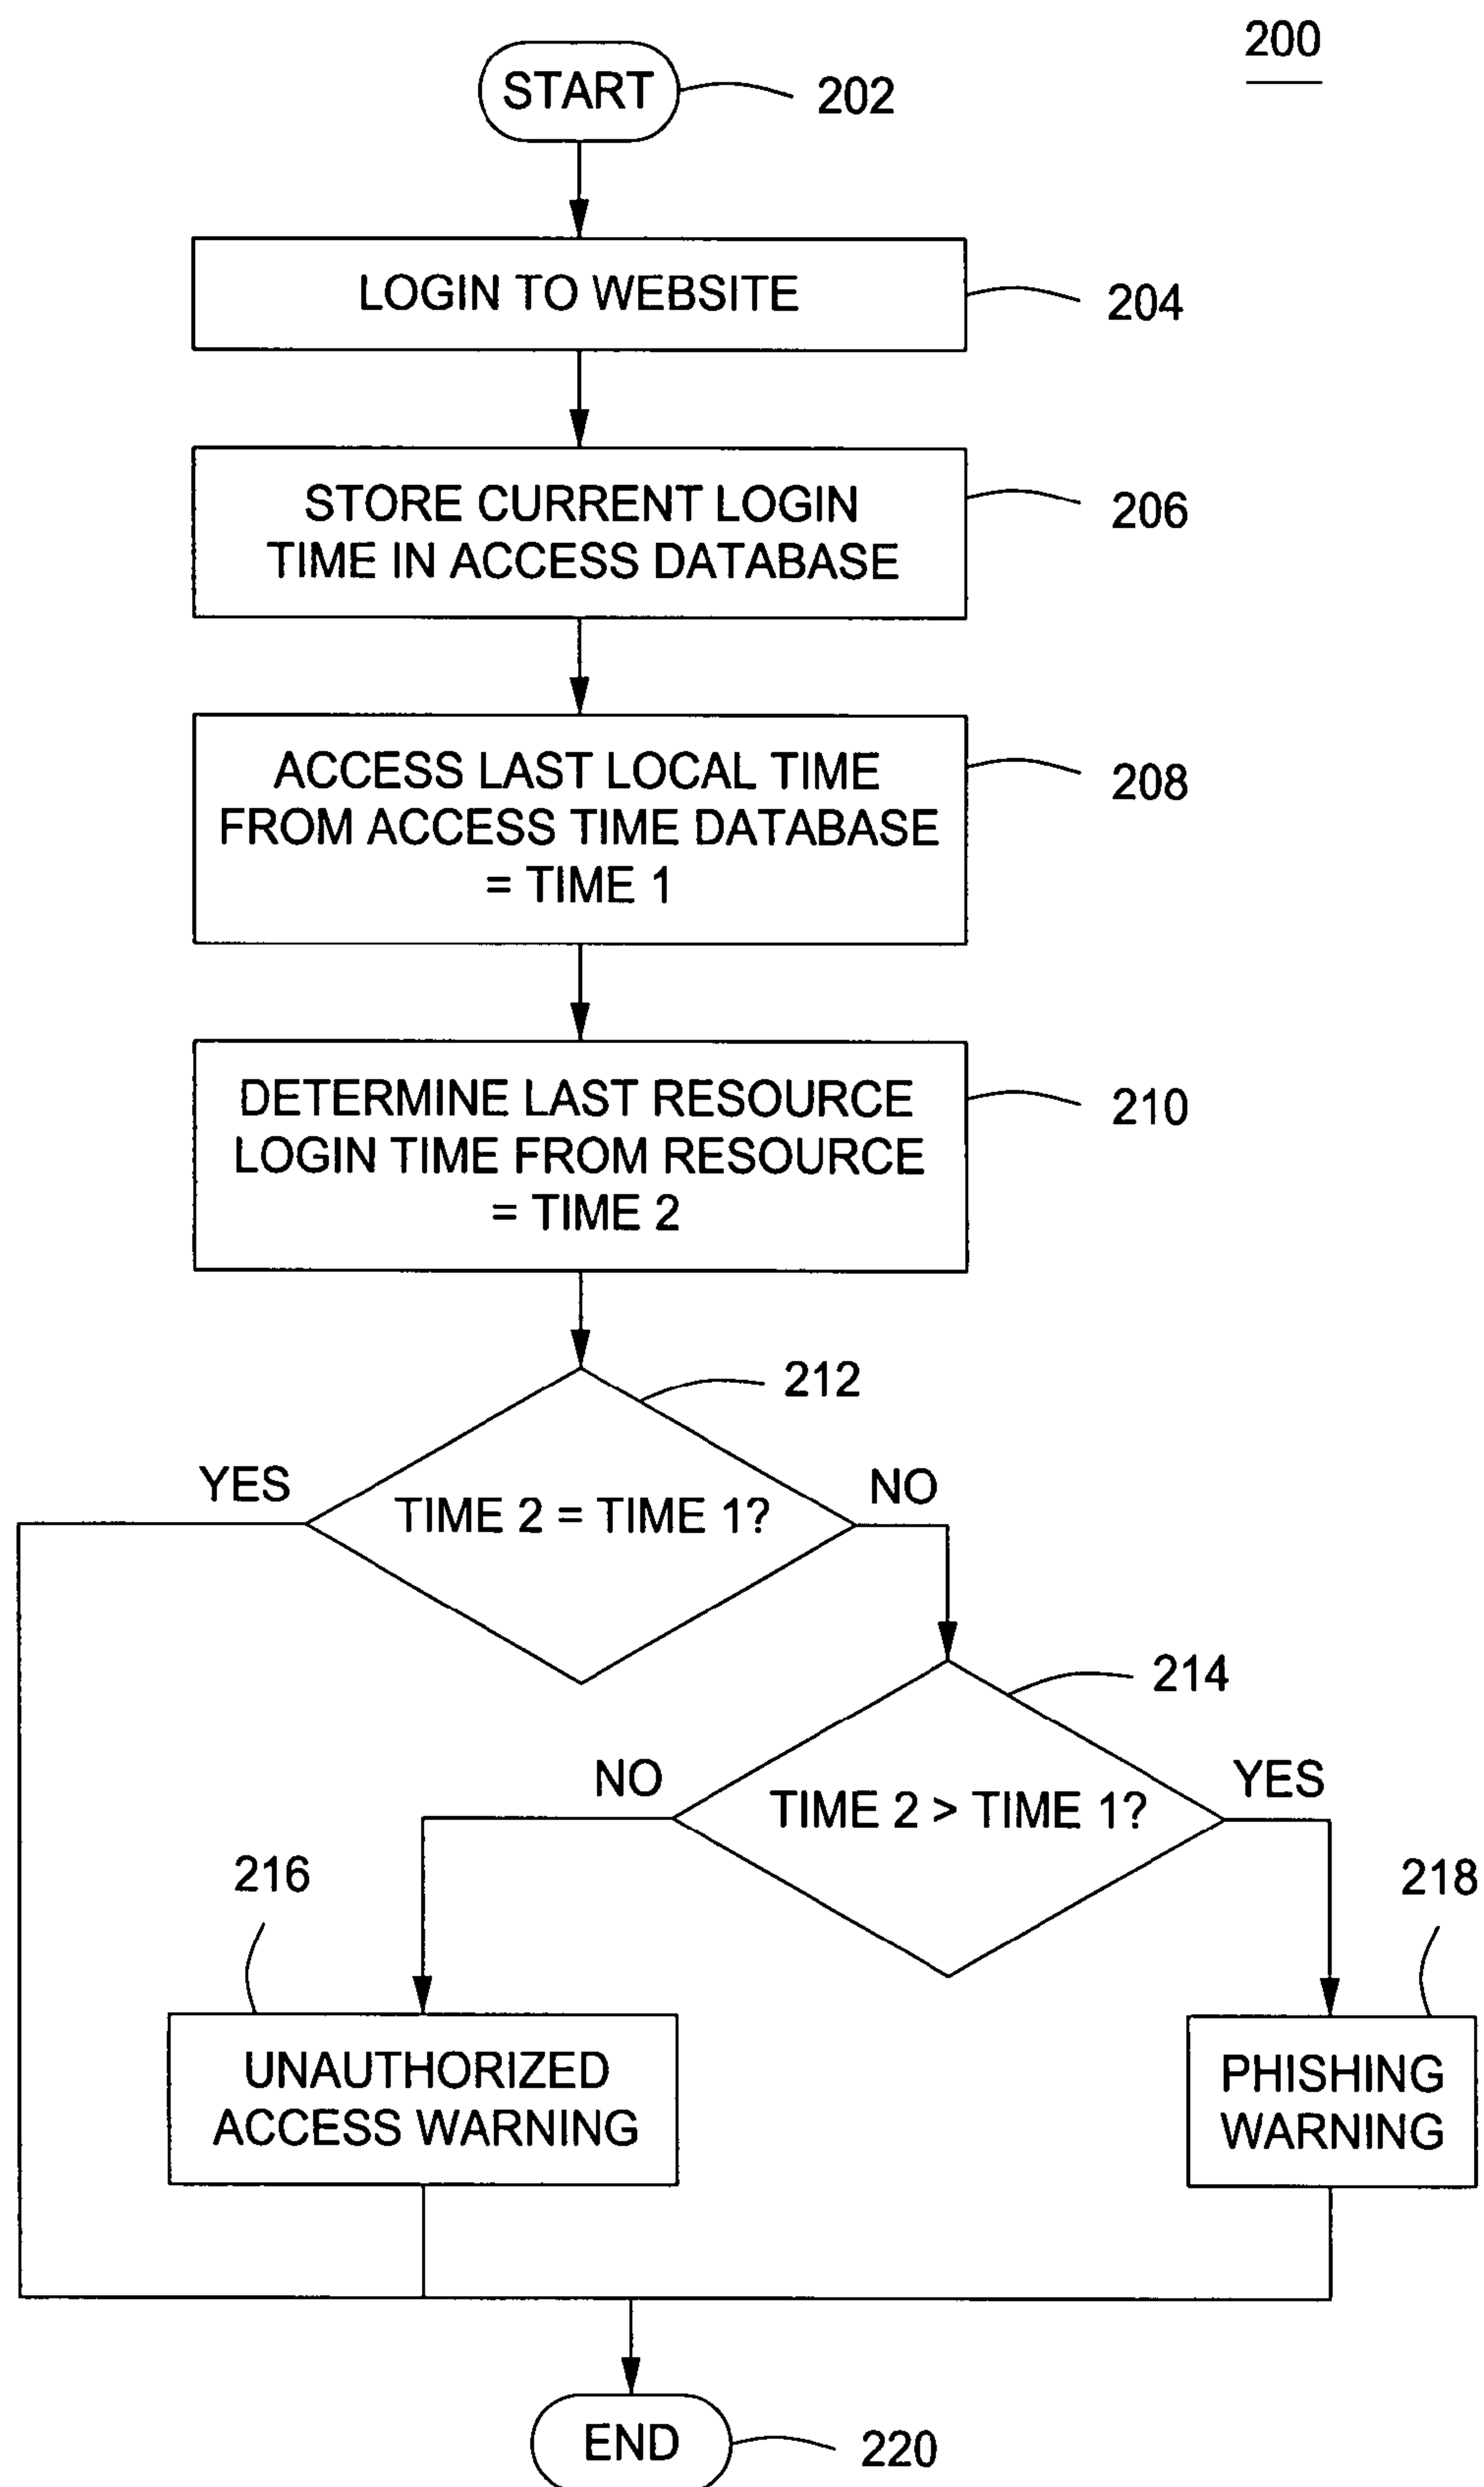 200
START
202
LOGIN TO WEBSITE
204
STORE CURRENT LOGIN
TIME IN ACCESS DATABASE
206
ACCESS LAST LOCAL TIME
FROM ACCESS TIME DATABASE
= TIME 1
208
DETERMINE LAST RESOURCE
LOGIN TIME FROM RESOURCE
= TIME 2
210
212
YES
TIME 2 = TIME 1?
NO
214
NO
TIME 2 > TIME 1?
YES
216
218
UNAUTHORIZED
ACCESS WARNING
PHISHING
WARNING
END
220